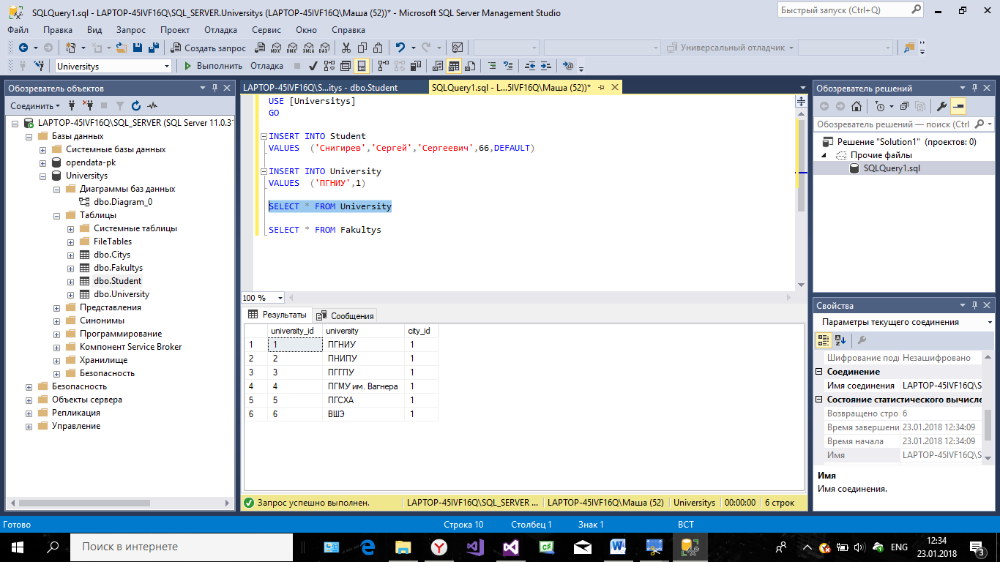 SQLQuery1.sql - LAPTOP-45IVF16Q\SQL_SERVER.Universitys (LAPTOP-45IVF16Q\Маша (52))* - Microsoft SQL Server Management Studio
Быстрый запуск (Ctrl+Q)
Файл Правка Вид Запрос Проект Отладка Сервис Окно Справка
Создать запрос MDX DMX XMLA DAX Универсальный отладчик
Universitys Выполнить Отладка
Обозреватель объектов
Соединить
LAPTOP-45IVF16Q\SQL_SERVER (SQL Server 11.0.31
Базы данных
Системные базы данных
opendata-pk
Universitys
Диаграммы баз данных
dbo.Diagram_0
Таблицы
Системные таблицы
FileTables
dbo.Citys
dbo.Fakultys
dbo.Student
dbo.University
Представления
Синонимы
Программирование
Компонент Service Broker
Хранилище
Безопасность
Безопасность
Объекты сервера
Репликация
Управление
LAPTOP-45IVF16Q\S...itys - dbo.Student
SQLQuery1.sql - L...5IVF16Q\Маша (52))*
USE [Universitys]
GO
INSERT INTO Student
VALUES ('Снигирев','Сергей','Сергеевич',66,DEFAULT)
INSERT INTO University
VALUES ('ПГНИУ',1)
SELECT * FROM University
SELECT * FROM Fakultys
100 %
Результаты Сообщения
university_id university city_id
1 1 ПГНИУ 1
2 2 ПНИПУ 1
3 3 ПГГПУ 1
4 4 ПГМУ им. Вагнера 1
5 5 ПГСХА 1
6 6 ВШЭ 1
Запрос успешно выполнен. LAPTOP-45IVF16Q\SQL_SERVER ... LAPTOP-45IVF16Q\Маша (52) Universitys 00:00:00 6 строк
Обозреватель решений
Обозреватель решений — поиск (Ctrl
Решение "Solution1" (проектов: 0)
Прочие файлы
SQLQuery1.sql
Свойства
Параметры текущего соединения
Шифрование под Незашифровано
Соединение
Имя соединения LAPTOP-45IVF16Q\S
Состояние статистического вычисле
Возвращено стро 6
Время завершени 23.01.2018 12:34:09
Время начала 23.01.2018 12:34:09
Имя LAPTOP-45IVF16Q\S
Имя
Имя соединения.
Готово Строка 10 Столбец 1 Знак 1 ВСТ
Поиск в интернете
ENG
12:34
23.01.2018
3